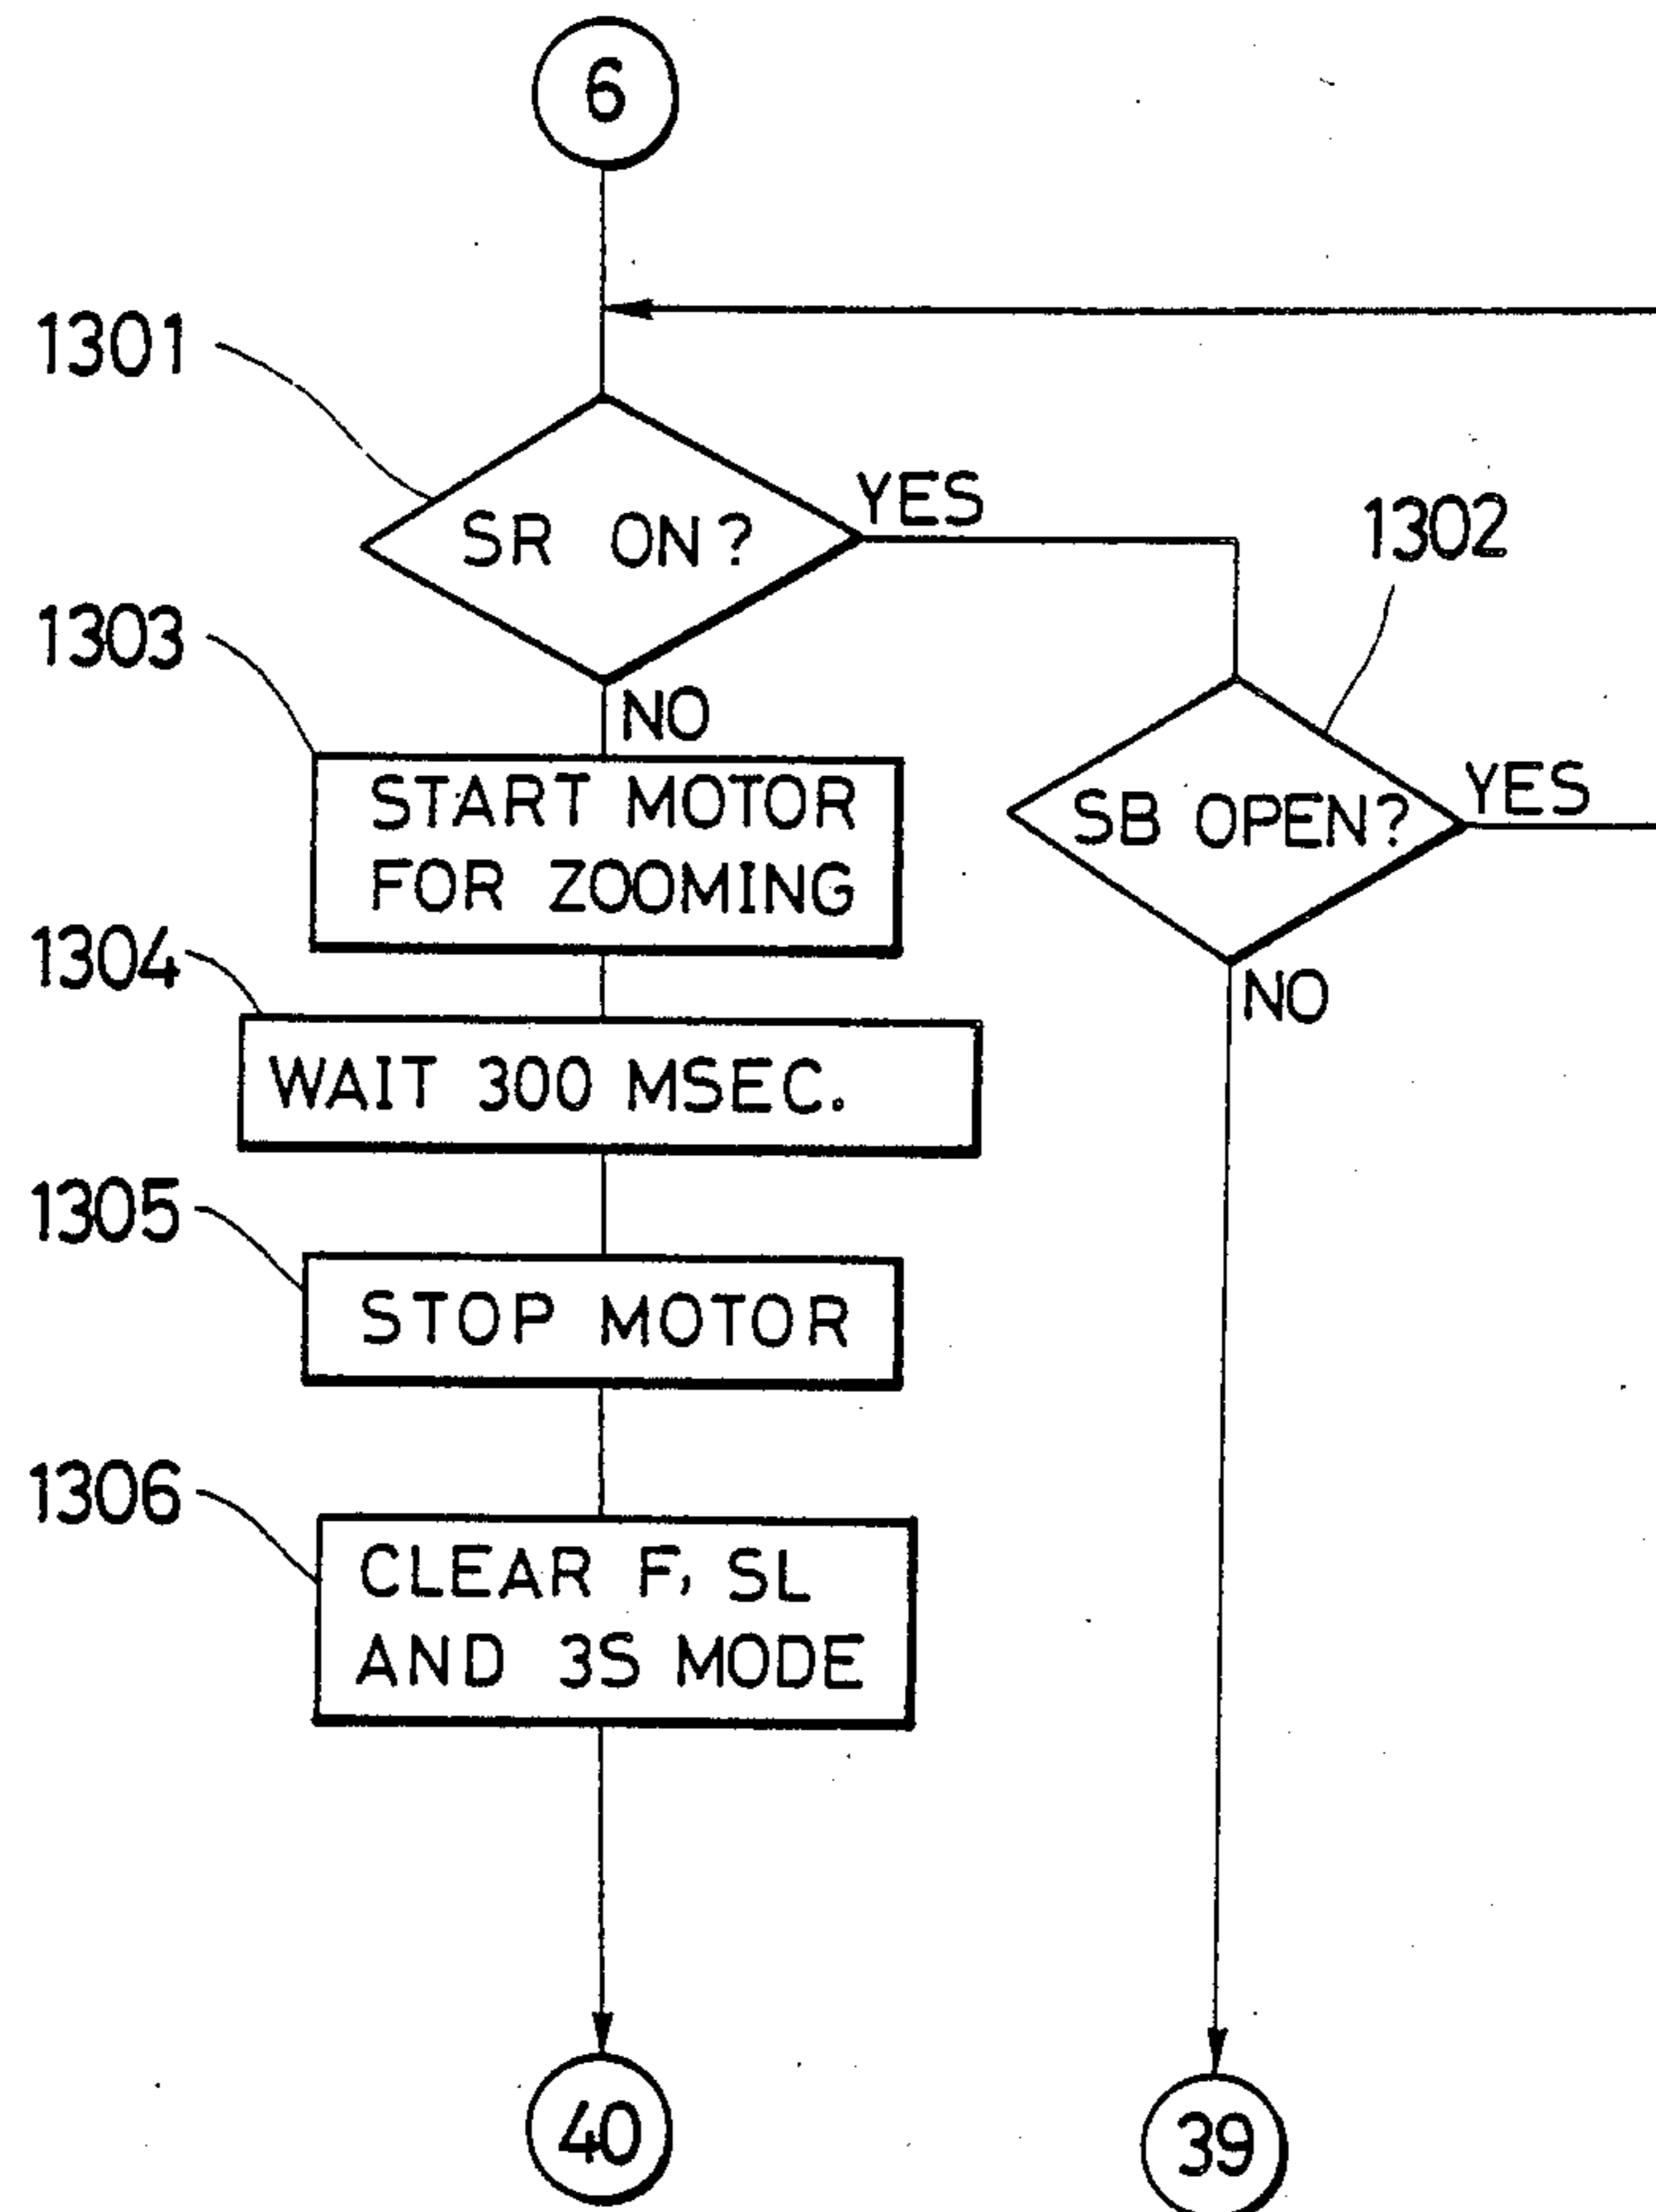 6
1301
SR ON?
YES
1302
1303
NO
START MOTOR
FOR ZOOMING
SB OPEN?
YES
1304
NO
WAIT 300 MSEC.
1305
STOP MOTOR
1306
CLEAR F, SL
AND 3S MODE
40
39